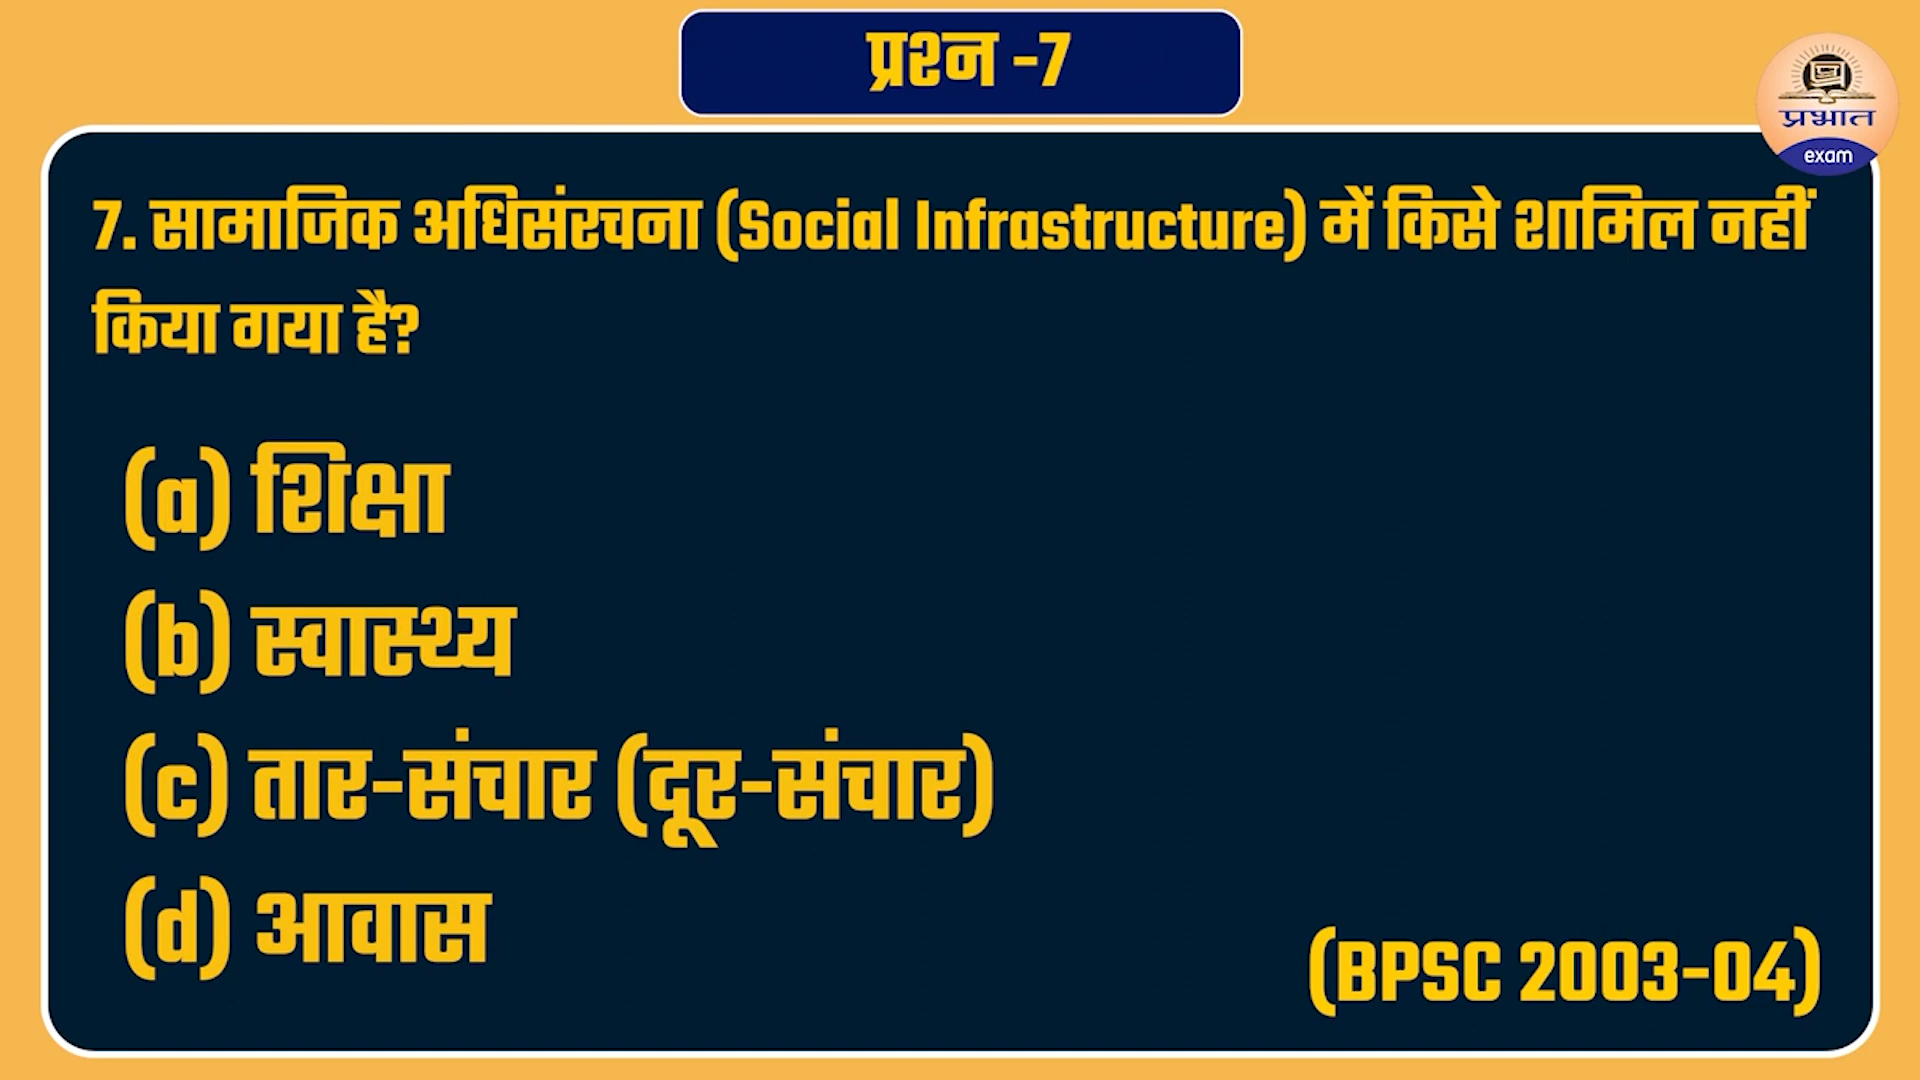 प्रश्न -7
प्रभात
exam
7. सामाजिक अधिसंरचना (Social Infrastructure) में किसे शामिल नहीं
किया गया है?
(a) शिक्षा
(b) स्वास्थ्य
(c) तार-संचार (दूर-संचार)
(d) आवास
(BPSC 2003-04)